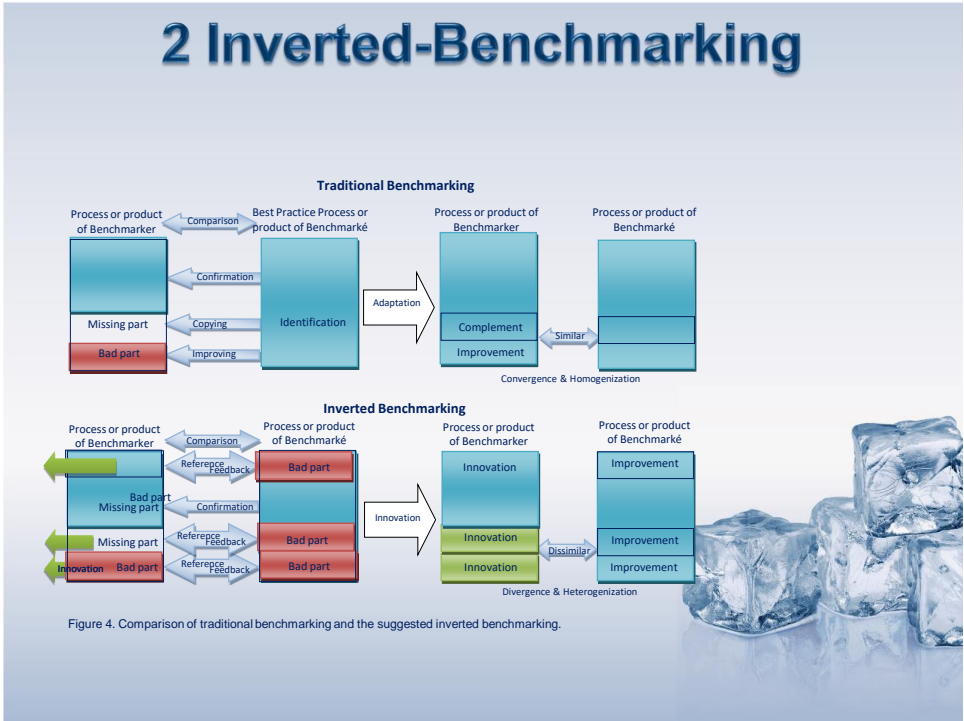 2 Inverted-Benchmarking
Traditional Benchmarking
Process or product
of Benchmarker
Comparison
Best Practice Process or
product of Benchmarké
Process or product of
Benchmarker
Process or product of
Benchmarké
Confirmation
Missing part
Copying
Identification
Adaptation
Complement
Similar
Bad part
Improving
Improvement
Convergence & Homogenization
Inverted Benchmarking
Process or product
of Benchmarker
Comparison
Process or product
of Benchmarké
Process or product
of Benchmarker
Process or product
of Benchmarké
Reference
Feedback
Bad part
Innovation
Improvement
Bad part
Missing part
Confirmation
Innovation
Missing part
Reference
Feedback
Bad part
Innovation
Dissimilar
Improvement
Innovation
Bad part
Reference
Feedback
Bad part
Innovation
Improvement
Divergence & Heterogenization
Figure 4. Comparison of traditional benchmarking and the suggested inverted benchmarking.